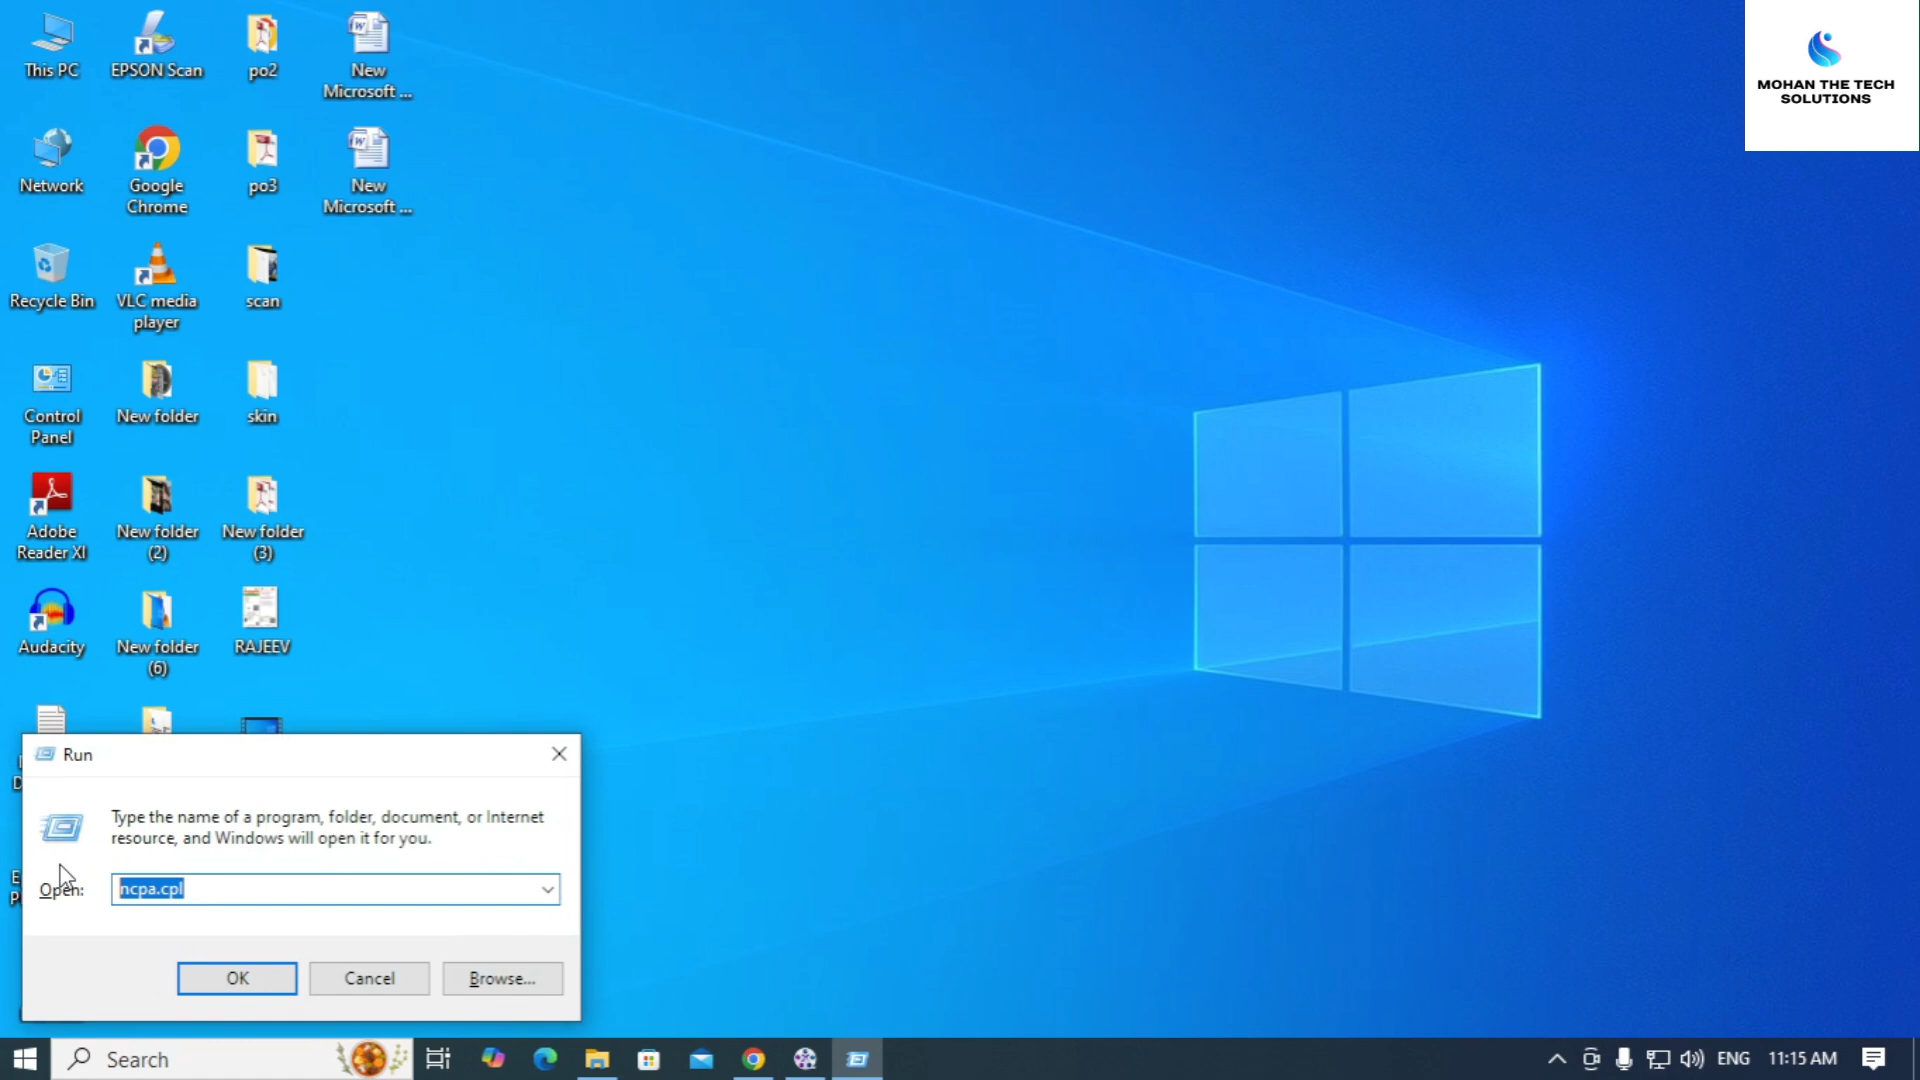 This PC
EPSON Scan
po2
New
Microsoft ...
MOHAN THE TECH
SOLUTIONS
Network
Google
Chrome
po3
New
Microsoft ...
Recycle Bin
VLC media
player
scan
Control
Panel
New folder
skin
Adobe
Reader XI
New folder
(2)
New folder
(3)
Audacity
New folder
(6)
RAJEEV
Run
Type the name of a program, folder, document, or Internet
resource, and Windows will open it for you.
Open:
ncpa.cpl
OK
Cancel
Browse...
Search
ENG
11:15 AM